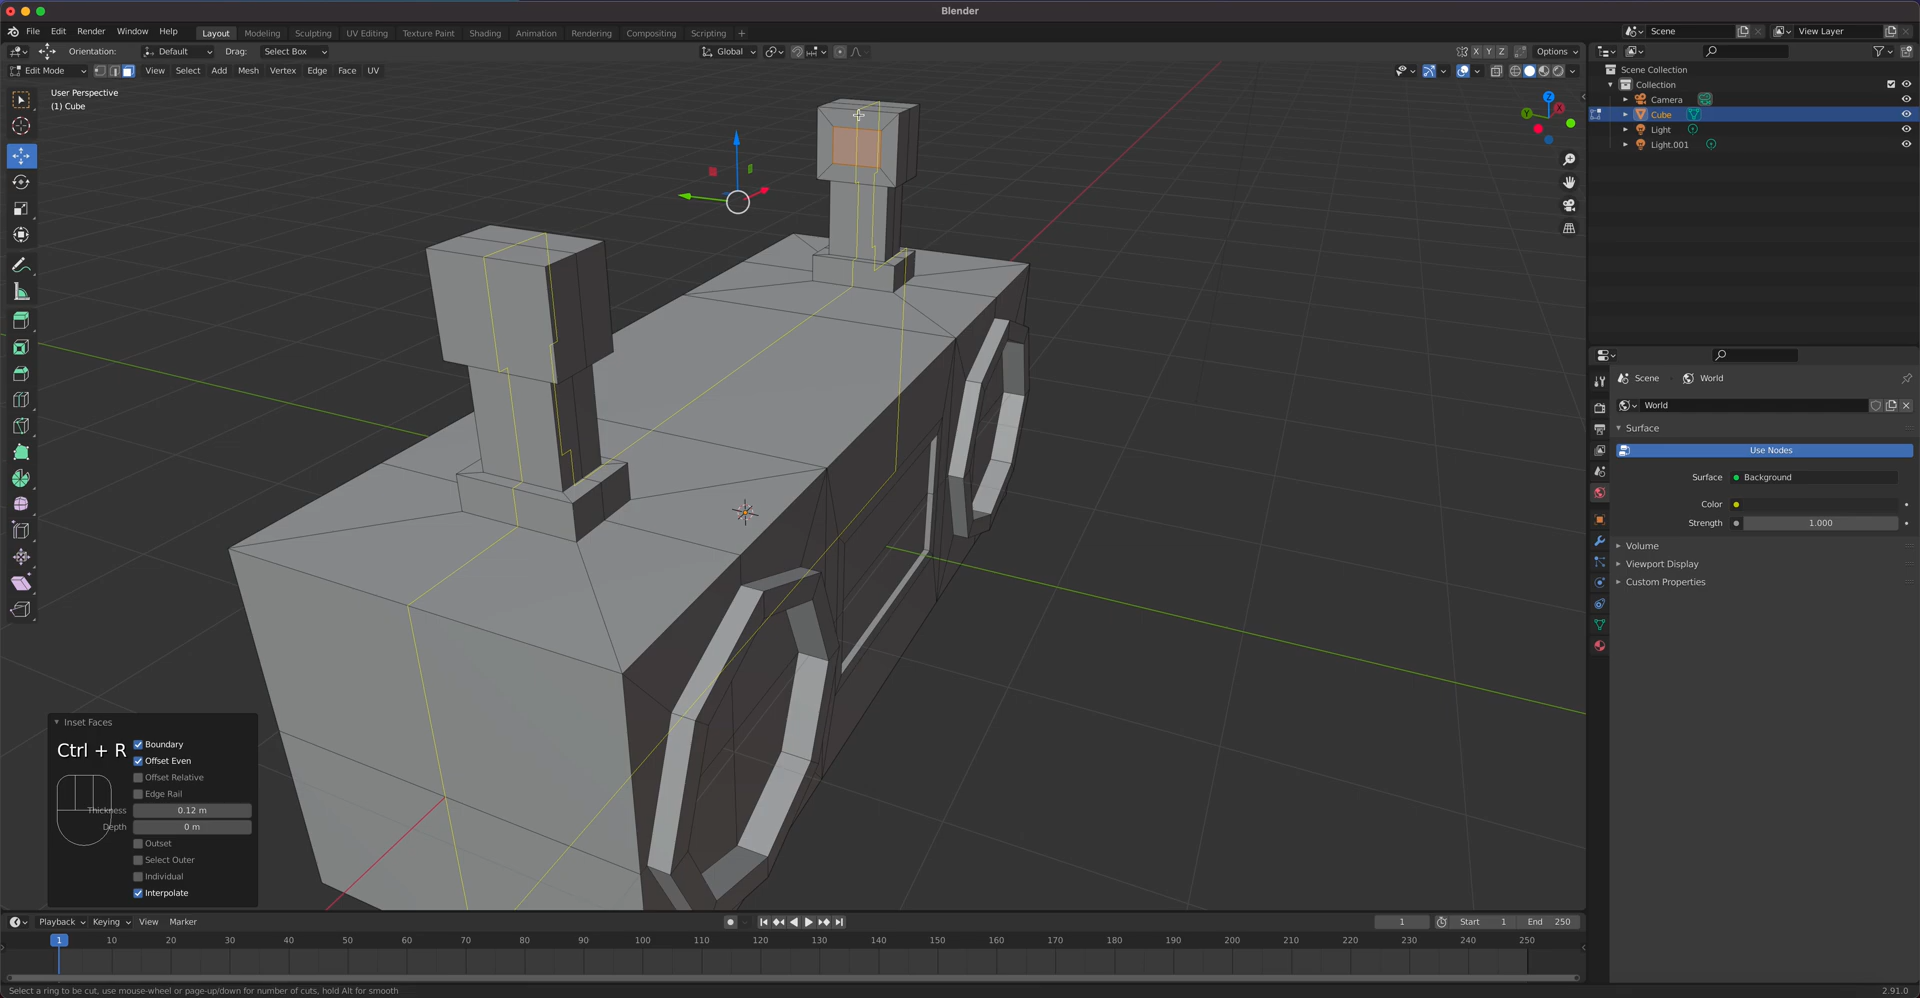 Blender
File Edit Render Window Help Layout Modeling Sculpting UV Editing Texture Paint Shading Animation Rendering Compositing Scripting +
Scene
View Layer
Orientation: Default Drag: Select Box
Global
X Y Z
Options
Edit Mode View Select Add Mesh Vertex Edge Face UV
User Perspective
(1) Cube
Z
X
Y
Scene Collection
Collection
Camera
Cube
Light
Light.001
Scene World
World
Surface
Use Nodes
Surface Background
Color
Strength 1.000
Volume
Viewport Display
Custom Properties
Inset Faces
Ctrl + R
Boundary
Offset Even
Offset Relative
Edge Rail
Thickness 0.12 m
Depth 0 m
Outset
Select Outer
Individual
Interpolate
Playback Keying View Marker
1 Start 1 End 250
1 10 20 30 40 50 60 70 80 90 100 110 120 130 140 150 160 170 180 190 200 210 220 230 240 250
Select a ring to be cut, use mouse-wheel or page-up/down for number of cuts, hold Alt for smooth
2.91.0